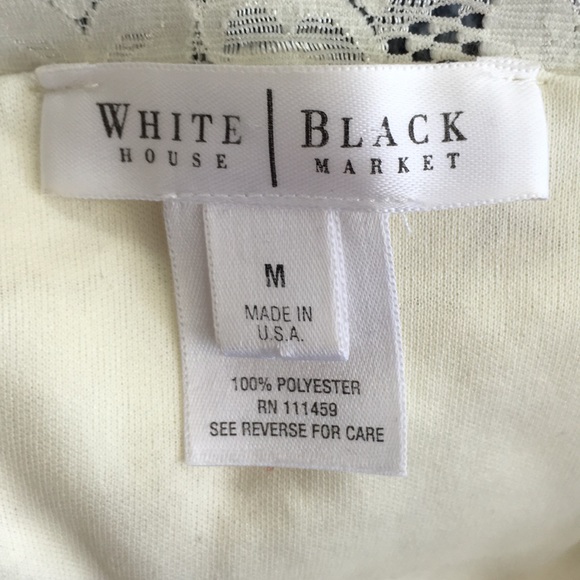 WHITE | BLACK
HOUSE | MARKET
M
MADE IN
U.S.A.
100% POLYESTER
RN 111459
SEE REVERSE FOR CARE